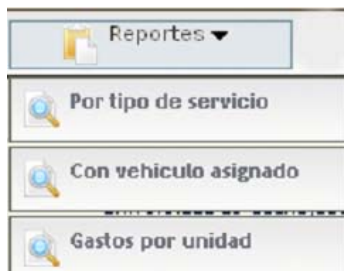 Reportes
Por tipo de servicio
Con vehiculo asignado
Gastos por unidad